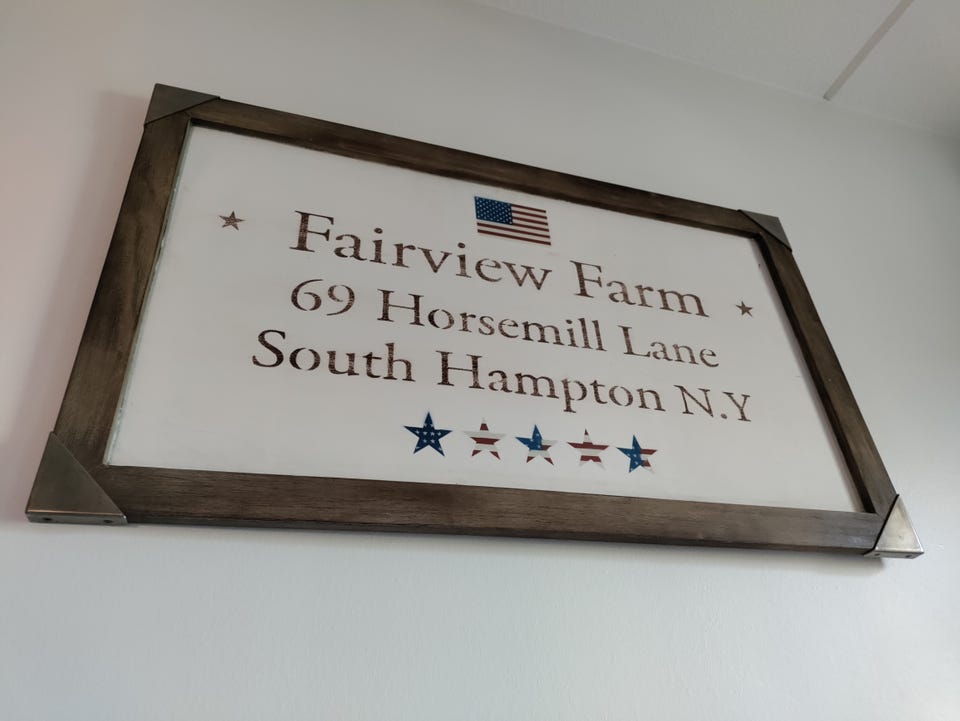 Fairview Farm
69 Horsemill Lane
South Hampton N.Y